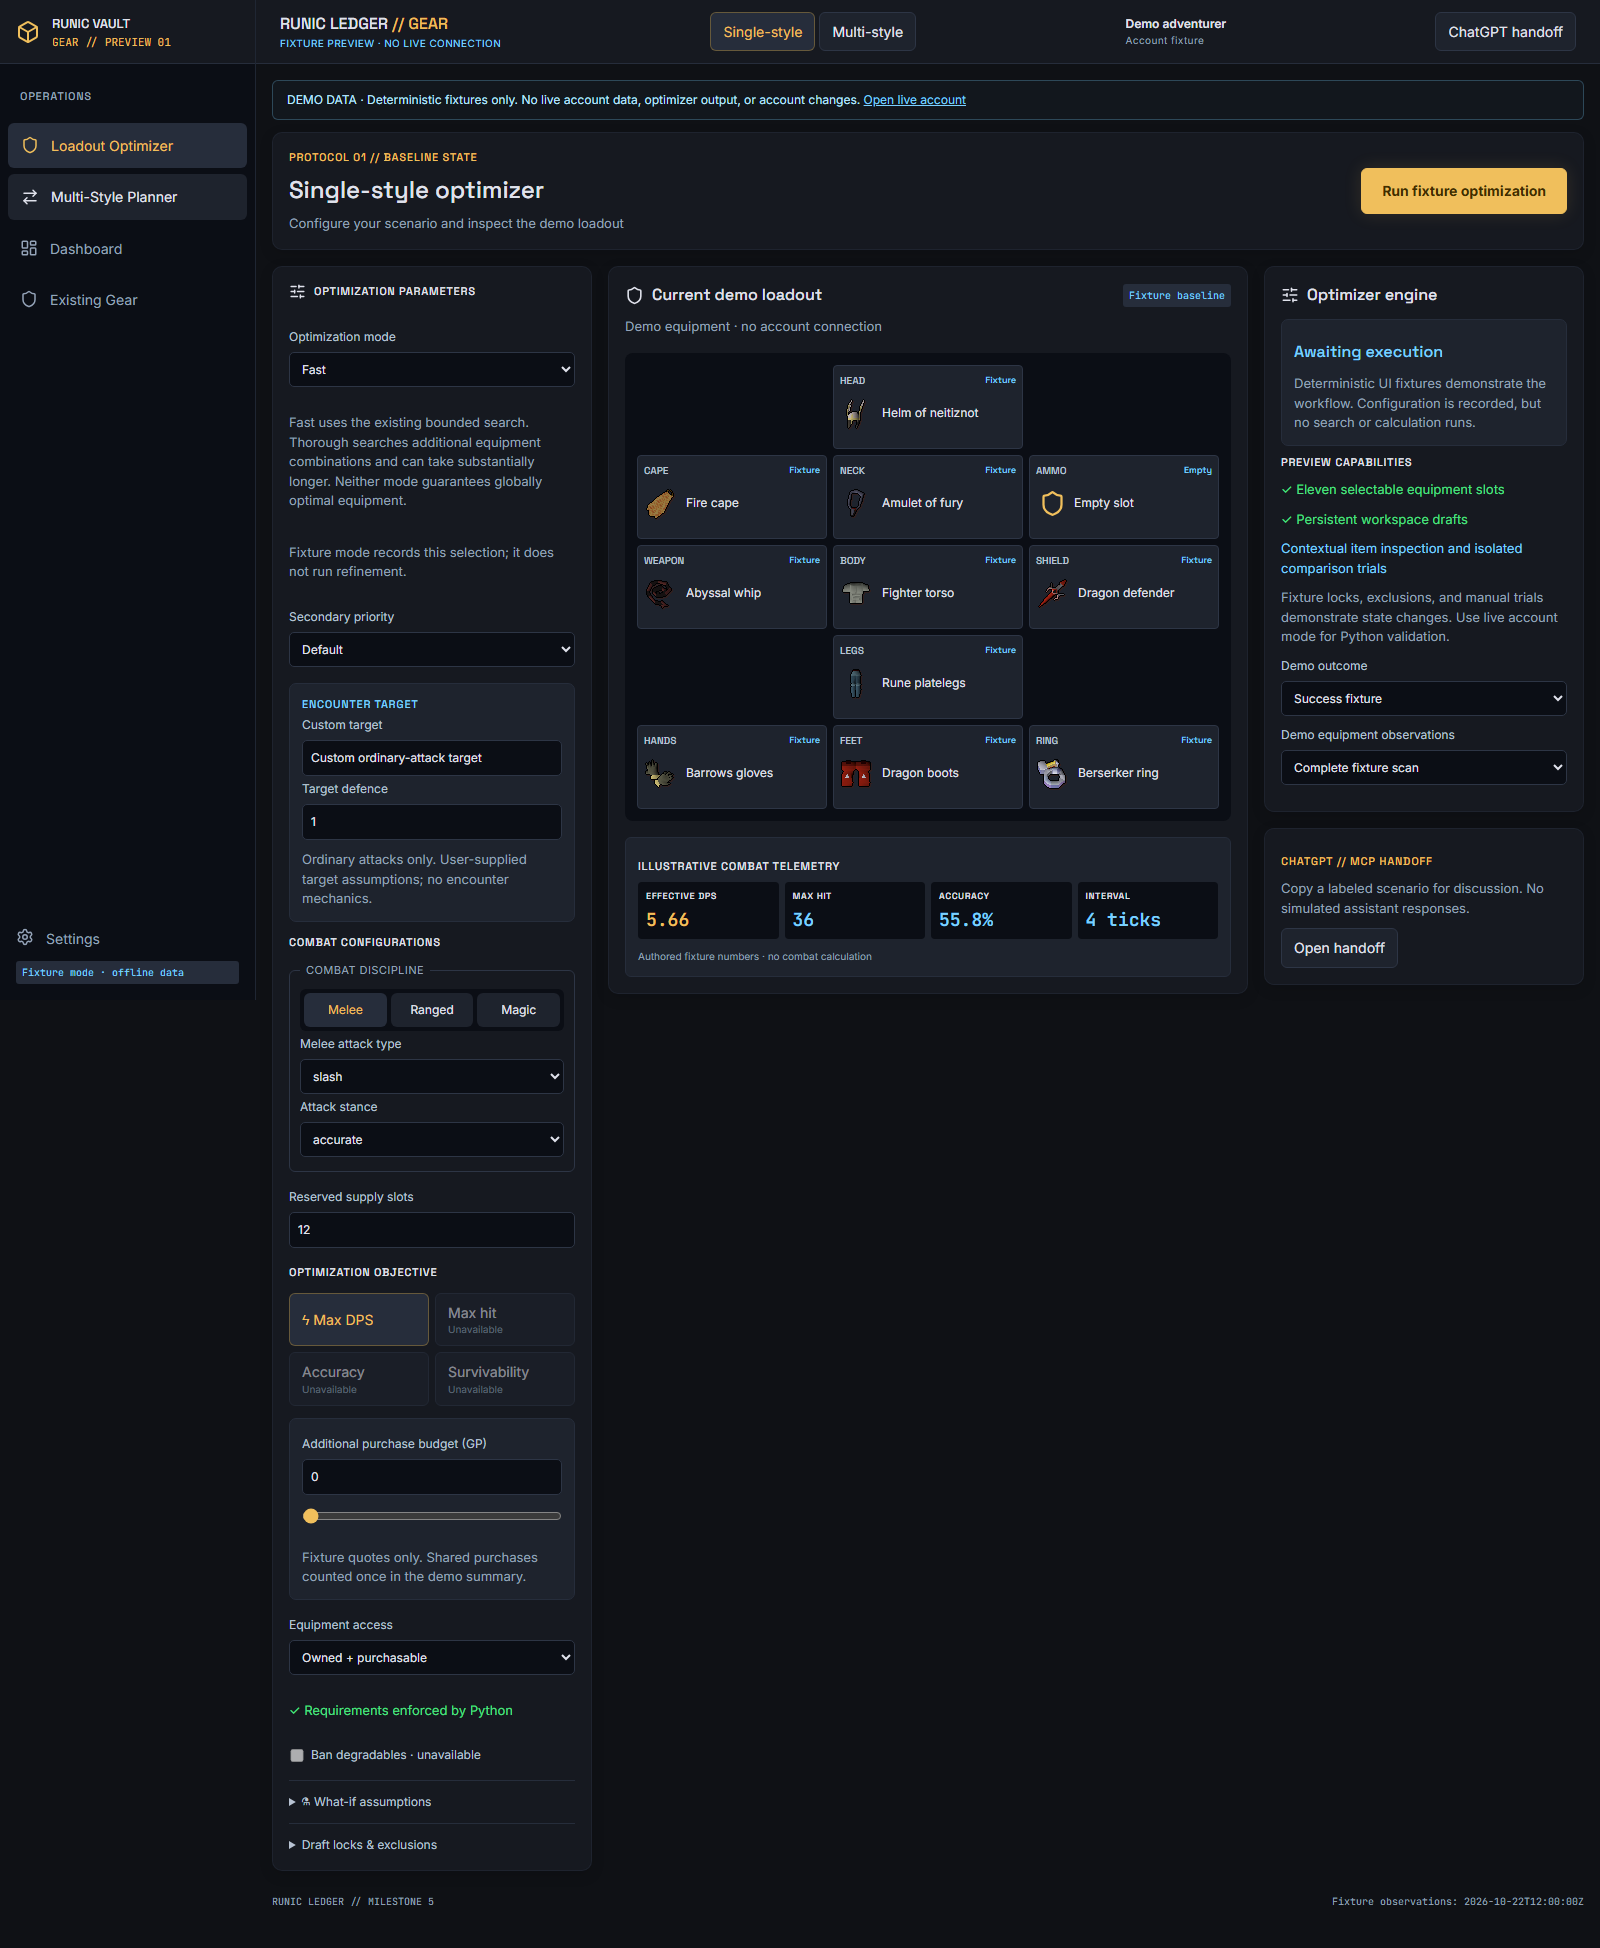 RUNIC VAULT
GEAR // PREVIEW 01
RUNIC LEDGER // GEAR
FIXTURE PREVIEW · NO LIVE CONNECTION
Single-style
Multi-style
Demo adventurer
Account fixture
ChatGPT handoff
OPERATIONS
Loadout Optimizer
Multi-Style Planner
Dashboard
Existing Gear
Settings
Fixture mode · offline data
DEMO DATA · Deterministic fixtures only. No live account data, optimizer output, or account changes. Open live account
PROTOCOL 01 // BASELINE STATE
Single-style optimizer
Configure your scenario and inspect the demo loadout
Run fixture optimization
OPTIMIZATION PARAMETERS
Optimization mode
Fast
Fast uses the existing bounded search.
Thorough searches additional equipment
combinations and can take substantially
longer. Neither mode guarantees globally
optimal equipment.
Fixture mode records this selection; it does
not run refinement.
Secondary priority
Default
ENCOUNTER TARGET
Custom target
Custom ordinary-attack target
Target defence
1
Ordinary attacks only. User-supplied
target assumptions; no encounter
mechanics.
COMBAT CONFIGURATIONS
COMBAT DISCIPLINE
Melee
Ranged
Magic
Melee attack type
slash
Attack stance
accurate
Reserved supply slots
12
OPTIMIZATION OBJECTIVE
ϟ Max DPS
Max hit
Unavailable
Accuracy
Unavailable
Survivability
Unavailable
Additional purchase budget (GP)
0
Fixture quotes only. Shared purchases
counted once in the demo summary.
Equipment access
Owned + purchasable
✓ Requirements enforced by Python
Ban degradables · unavailable
▶ ⚗ What-if assumptions
▶ Draft locks & exclusions
Current demo loadout
Fixture baseline
Demo equipment · no account connection
HEAD
Fixture
Helm of neitiznot
CAPE
Fixture
Fire cape
NECK
Fixture
Amulet of fury
AMMO
Empty
Empty slot
WEAPON
Fixture
Abyssal whip
BODY
Fixture
Fighter torso
SHIELD
Fixture
Dragon defender
LEGS
Fixture
Rune platelegs
HANDS
Fixture
Barrows gloves
FEET
Fixture
Dragon boots
RING
Fixture
Berserker ring
ILLUSTRATIVE COMBAT TELEMETRY
EFFECTIVE DPS
5.66
MAX HIT
36
ACCURACY
55.8%
INTERVAL
4 ticks
Authored fixture numbers · no combat calculation
Optimizer engine
Awaiting execution
Deterministic UI fixtures demonstrate the
workflow. Configuration is recorded, but
no search or calculation runs.
PREVIEW CAPABILITIES
✓ Eleven selectable equipment slots
✓ Persistent workspace drafts
Contextual item inspection and isolated
comparison trials
Fixture locks, exclusions, and manual trials
demonstrate state changes. Use live account
mode for Python validation.
Demo outcome
Success fixture
Demo equipment observations
Complete fixture scan
CHATGPT // MCP HANDOFF
Copy a labeled scenario for discussion. No
simulated assistant responses.
Open handoff
RUNIC LEDGER // MILESTONE 5
Fixture observations: 2026-10-22T12:00:00Z